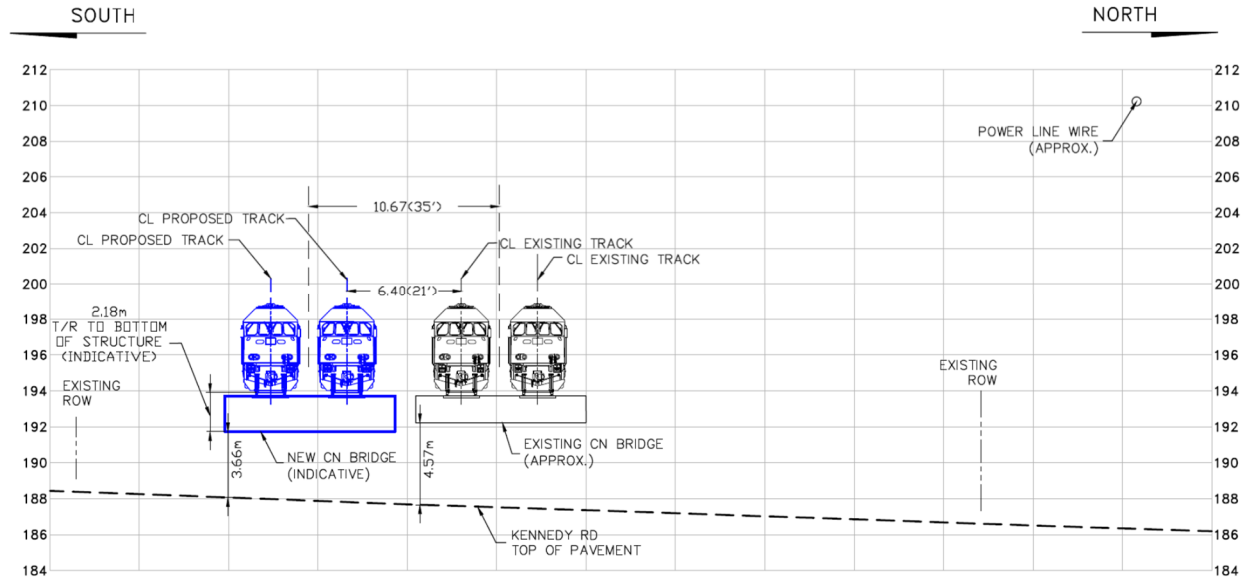 SOUTH
NORTH
212
212
210
210
POWER LINE WIRE
(APPROX.)
208
208
206
206
10.67(35')
204
204
CL PROPOSED TRACK
CL PROPOSED TRACK
CL EXISTING TRACK
CL EXISTING TRACK
202
202
200
200
6.40(21')
2.18m
T/R TO BOTTOM
OF STRUCTURE
(INDICATIVE)
198
198
196
196
EXISTING
ROW
EXISTING
ROW
194
194
192
192
3.66m
NEW CN BRIDGE
(INDICATIVE)
4.57m
EXISTING CN BRIDGE
(APPROX.)
190
190
188
188
KENNEDY RD
TOP OF PAVEMENT
186
186
184
184